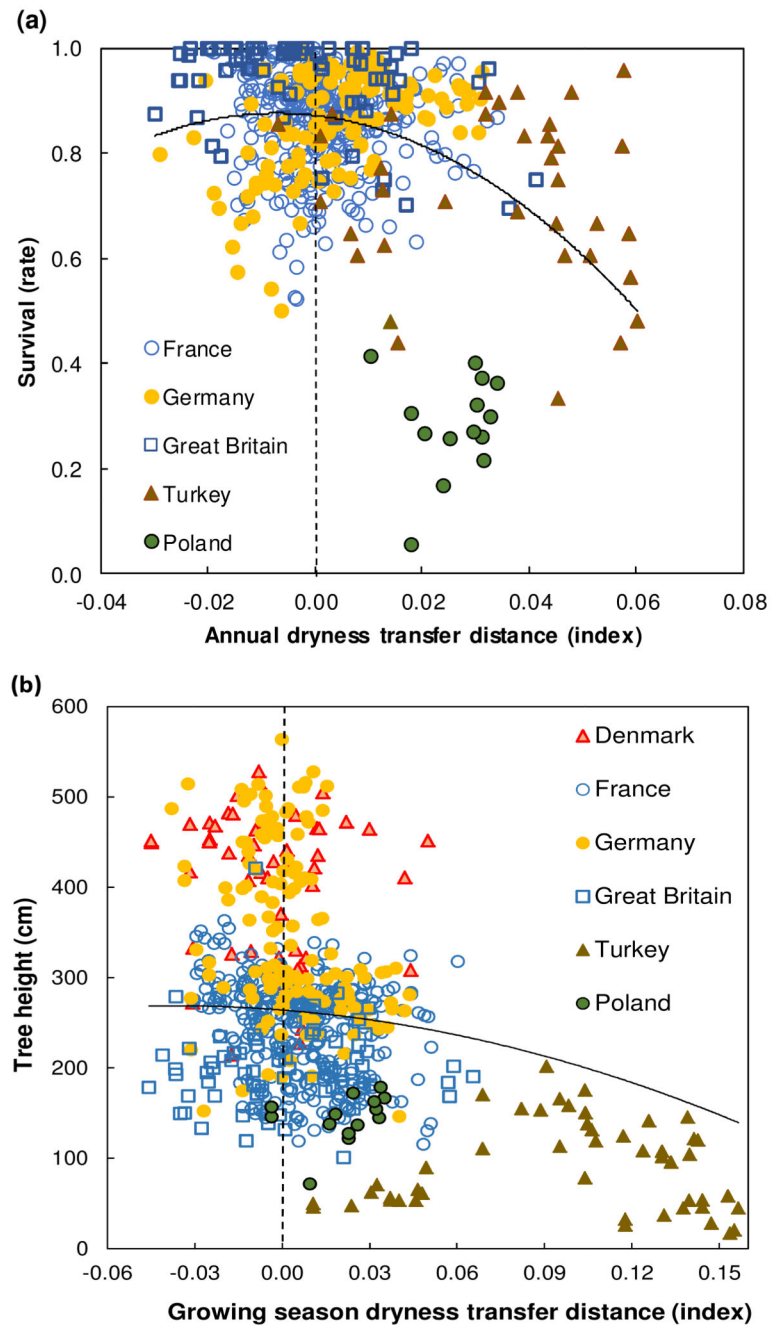 (a)
1.0
0.8
0.6
0.4
0.2
0.0
Survival (rate)
France
Germany
Great Britain
Turkey
Poland
-0.04 -0.02 0.00 0.02 0.04 0.06 0.08
Annual dryness transfer distance (index)
(b)
600
500
400
300
200
100
0
Tree height (cm)
Denmark
France
Germany
Great Britain
Turkey
Poland
-0.06 -0.03 0.00 0.03 0.06 0.09 0.12 0.15
Growing season dryness transfer distance (index)